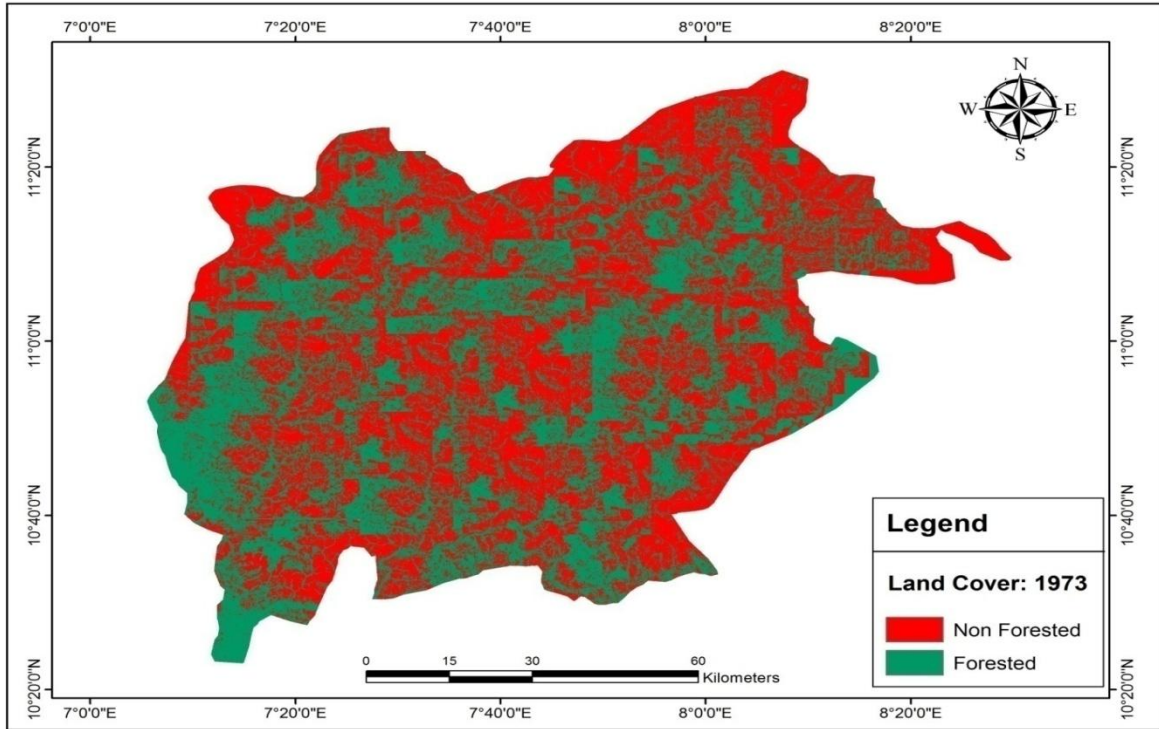 7°0'0"E 7°20'0"E 7°40'0"E 8°0'0"E 8°20'0"E
N
W E
S
11°20'0"N 11°20'0"N
11°0'0"N 11°0'0"N
10°40'0"N 10°40'0"N
10°20'0"N 10°20'0"N
Legend
Land Cover: 1973
Non Forested
Forested
0 15 30 60
Kilometers
7°0'0"E 7°20'0"E 7°40'0"E 8°0'0"E 8°20'0"E